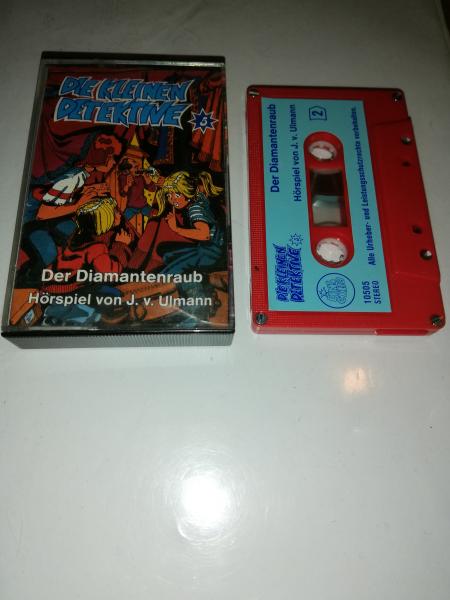 DIE KLEINEN
DETEKTIVE
Der Diamantenraub
Hörspiel von J. v. Ulmann
Der Diamantenraub
Hörspiel von J. v. Ulmann
2
DIE KLEINEN
DETEKTIVE
10505
STEREO
Alle Urheber- und Leistungsschutzrechte vorbehalten.